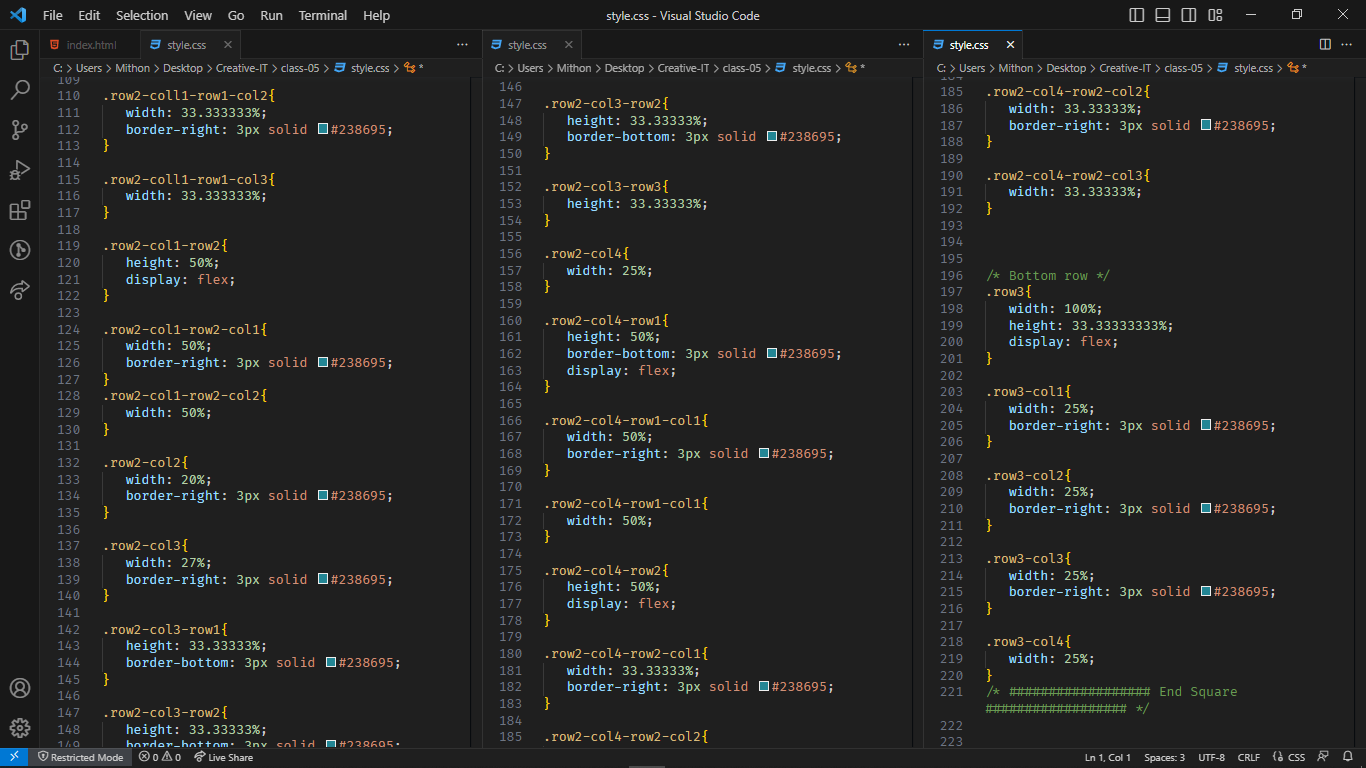 File Edit Selection View Go Run Terminal Help
style.css - Visual Studio Code
index.html
style.css
C: > Users > Mithon > Desktop > Creative-IT > class-05 > style.css > *
109
110 .row2-coll1-row1-col2{
111 width: 33.333333%;
112 border-right: 3px solid #238695;
113 }
114
115 .row2-coll1-row1-col3{
116 width: 33.333333%;
117 }
118
119 .row2-col1-row2{
120 height: 50%;
121 display: flex;
122 }
123
124 .row2-col1-row2-col1{
125 width: 50%;
126 border-right: 3px solid #238695;
127 }
128 .row2-col1-row2-col2{
129 width: 50%;
130 }
131
132 .row2-col2{
133 width: 20%;
134 border-right: 3px solid #238695;
135 }
136
137 .row2-col3{
138 width: 27%;
139 border-right: 3px solid #238695;
140 }
141
142 .row2-col3-row1{
143 height: 33.33333%;
144 border-bottom: 3px solid #238695;
145 }
146
147 .row2-col3-row2{
148 height: 33.33333%;
149 border-bottom: 3px solid #238695;
style.css
C: > Users > Mithon > Desktop > Creative-IT > class-05 > style.css > *
146
147 .row2-col3-row2{
148 height: 33.33333%;
149 border-bottom: 3px solid #238695;
150 }
151
152 .row2-col3-row3{
153 height: 33.33333%;
154 }
155
156 .row2-col4{
157 width: 25%;
158 }
159
160 .row2-col4-row1{
161 height: 50%;
162 border-bottom: 3px solid #238695;
163 display: flex;
164 }
165
166 .row2-col4-row1-col1{
167 width: 50%;
168 border-right: 3px solid #238695;
169 }
170
171 .row2-col4-row1-col1{
172 width: 50%;
173 }
174
175 .row2-col4-row2{
176 height: 50%;
177 display: flex;
178 }
179
180 .row2-col4-row2-col1{
181 width: 33.33333%;
182 border-right: 3px solid #238695;
183 }
184
185 .row2-col4-row2-col2{
style.css
C: > Users > Mithon > Desktop > Creative-IT > class-05 > style.css > *
184
185 .row2-col4-row2-col2{
186 width: 33.33333%;
187 border-right: 3px solid #238695;
188 }
189
190 .row2-col4-row2-col3{
191 width: 33.33333%;
192 }
193
194
195
196 /* Bottom row */
197 .row3{
198 width: 100%;
199 height: 33.33333333%;
200 display: flex;
201 }
202
203 .row3-col1{
204 width: 25%;
205 border-right: 3px solid #238695;
206 }
207
208 .row3-col2{
209 width: 25%;
210 border-right: 3px solid #238695;
211 }
212
213 .row3-col3{
214 width: 25%;
215 border-right: 3px solid #238695;
216 }
217
218 .row3-col4{
219 width: 25%;
220 }
221 /* ################## End Square
################## */
222
223
Restricted Mode 0 0 Live Share
Ln 1, Col 1 Spaces: 3 UTF-8 CRLF CSS